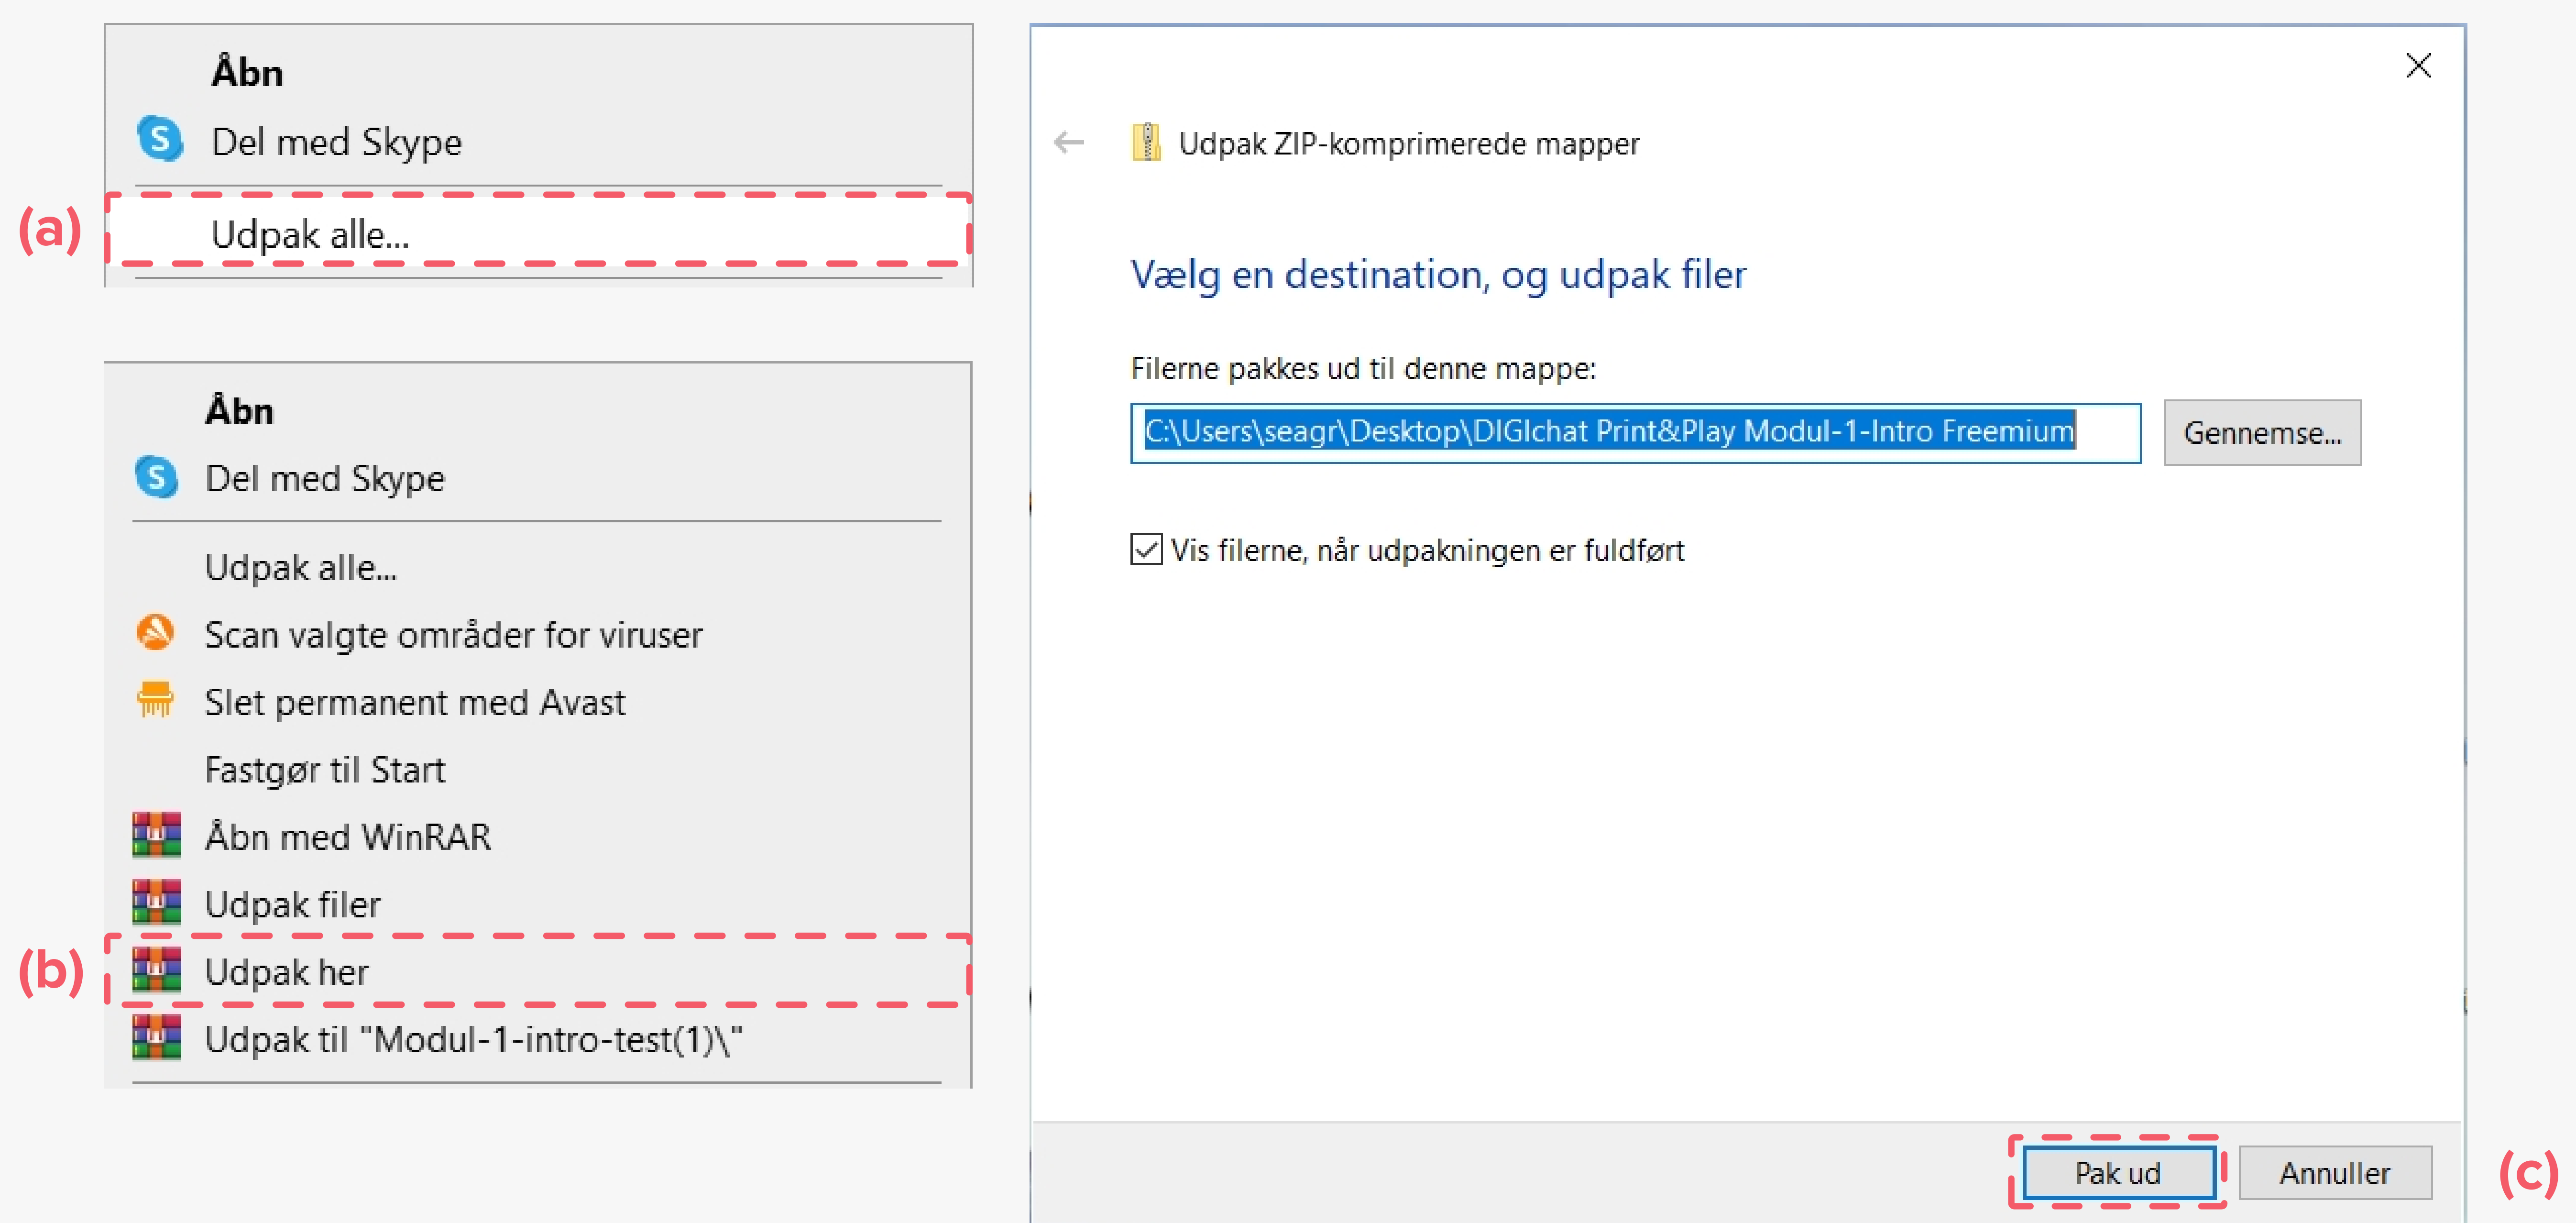 Åbn
Del med Skype
(a)
Udpak alle...
Åbn
Del med Skype
Udpak alle...
Scan valgte områder for viruser
Slet permanent med Avast
Fastgør til Start
Åbn med WinRAR
Udpak filer
(b)
Udpak her
Udpak til "Modul-1-intro-test(1)\"
Udpak ZIP-komprimerede mapper
Vælg en destination, og udpak filer
Filerne pakkes ud til denne mappe:
C:\Users\seagr\Desktop\DIGIchat Print&Play Modul-1-Intro Freemium
Gennemse...
Vis filerne, når udpakningen er fuldført
Pak ud
Annuller
(c)